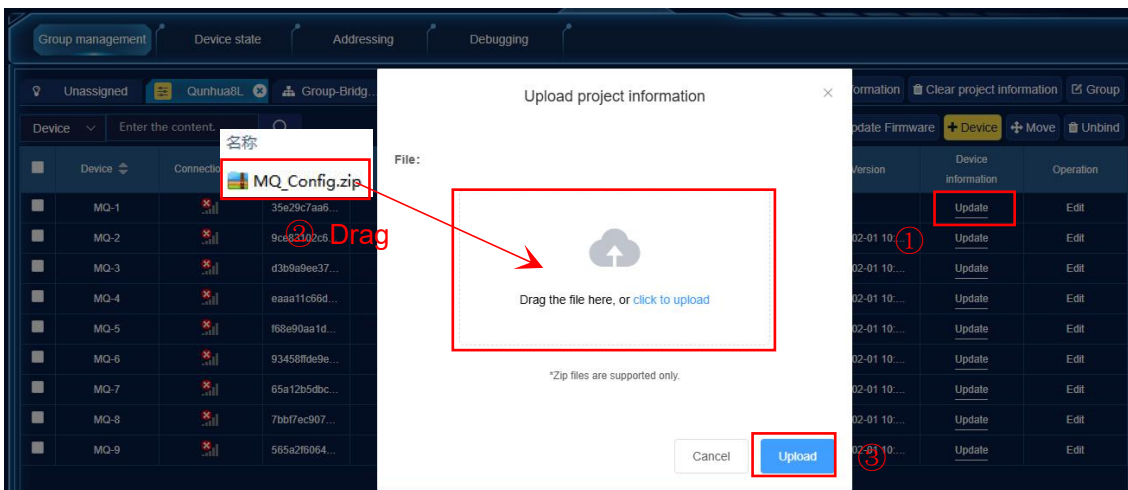 Group management Device state Addressing Debugging
Unassigned Qunhua8L Group-Bridg... ormation Clear project information Group
Device Enter the content. pdate Firmware + Device Move Unbind
Device Connectio Version Device information Operation
MQ-1 35e29c7aa6... Update Edit
MQ-2 9ce83102c6 02-01 10:... Update Edit
MQ-3 d3b9a9ee37... 02-01 10:... Update Edit
MQ-4 eaaa11c66d... 02-01 10:... Update Edit
MQ-5 f68e90aa1d... 02-01 10:... Update Edit
MQ-6 93458ffde9e... 02-01 10:... Update Edit
MQ-7 65a12b5dbc... 02-01 10:... Update Edit
MQ-8 7bbf7ec907... 02-01 10:... Update Edit
MQ-9 565a2f6064... 02-01 10:... Update Edit
名称
MQ_Config.zip
② Drag
①
Upload project information
File:
Drag the file here, or click to upload
*Zip files are supported only.
Cancel Upload
③